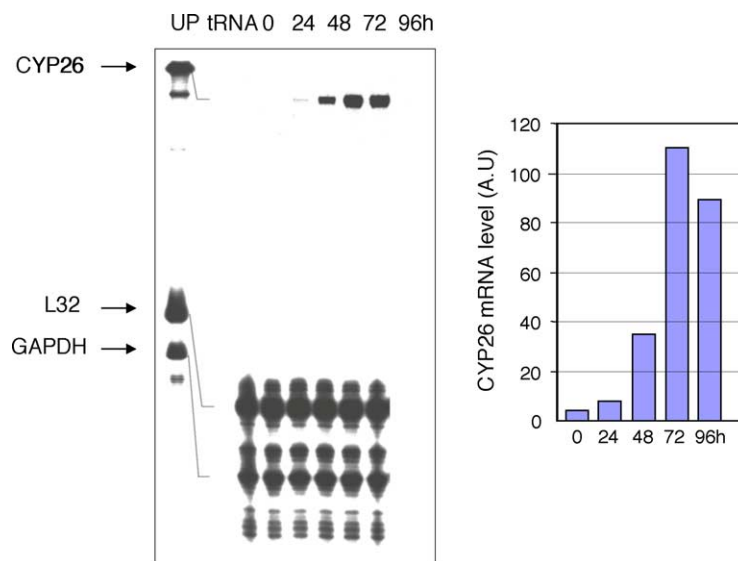 UP tRNA 0 24 48 72 96h
CYP26
L32
GAPDH
CYP26 mRNA level (A.U)
120
100
80
60
40
20
0
0 24 48 72 96h